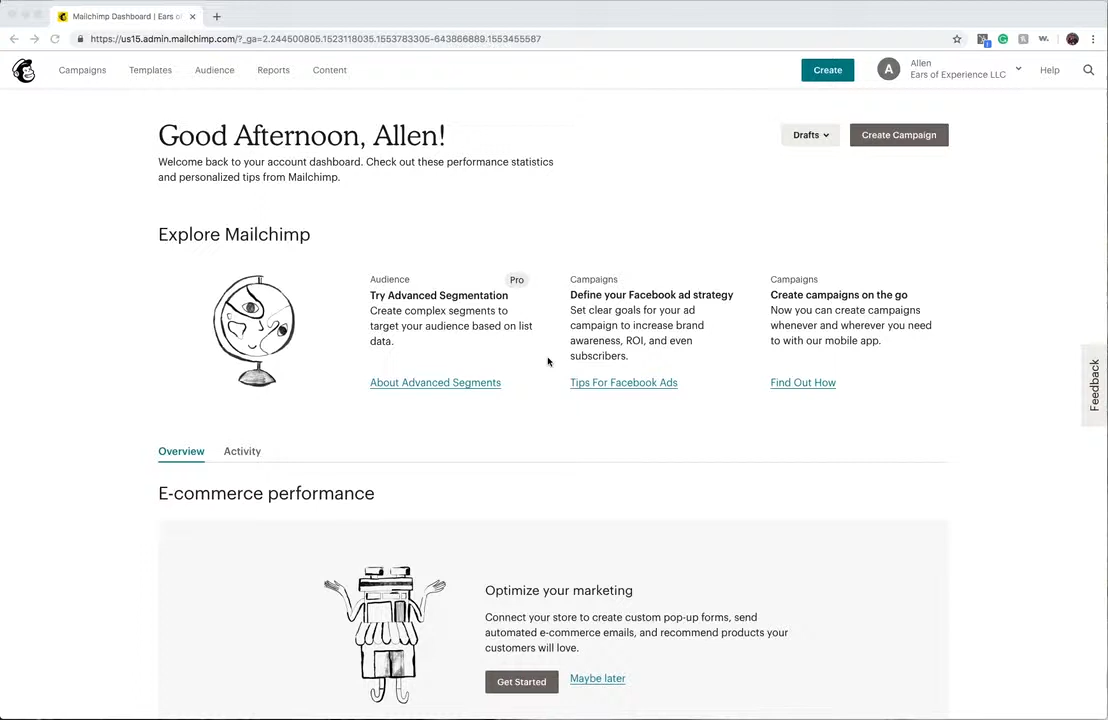 Mailchimp Dashboard | Ears of
https://us15.admin.mailchimp.com/?_ga=2.244500805.1523118035.1553783305-643866889.1553455587
Campaigns
Templates
Audience
Reports
Content
Create
A
Allen
Ears of Experience LLC
Help
Good Afternoon, Allen!
Drafts
Create Campaign
Welcome back to your account dashboard. Check out these performance statistics
and personalized tips from Mailchimp.
Explore Mailchimp
Audience
Pro
Try Advanced Segmentation
Create complex segments to
target your audience based on list
data.
About Advanced Segments
Campaigns
Define your Facebook ad strategy
Set clear goals for your ad
campaign to increase brand
awareness, ROI, and even
subscribers.
Tips For Facebook Ads
Campaigns
Create campaigns on the go
Now you can create campaigns
whenever and wherever you need
to with our mobile app.
Find Out How
Feedback
Overview
Activity
E-commerce performance
Optimize your marketing
Connect your store to create custom pop-up forms, send
automated e-commerce emails, and recommend products your
customers will love.
Get Started
Maybe later